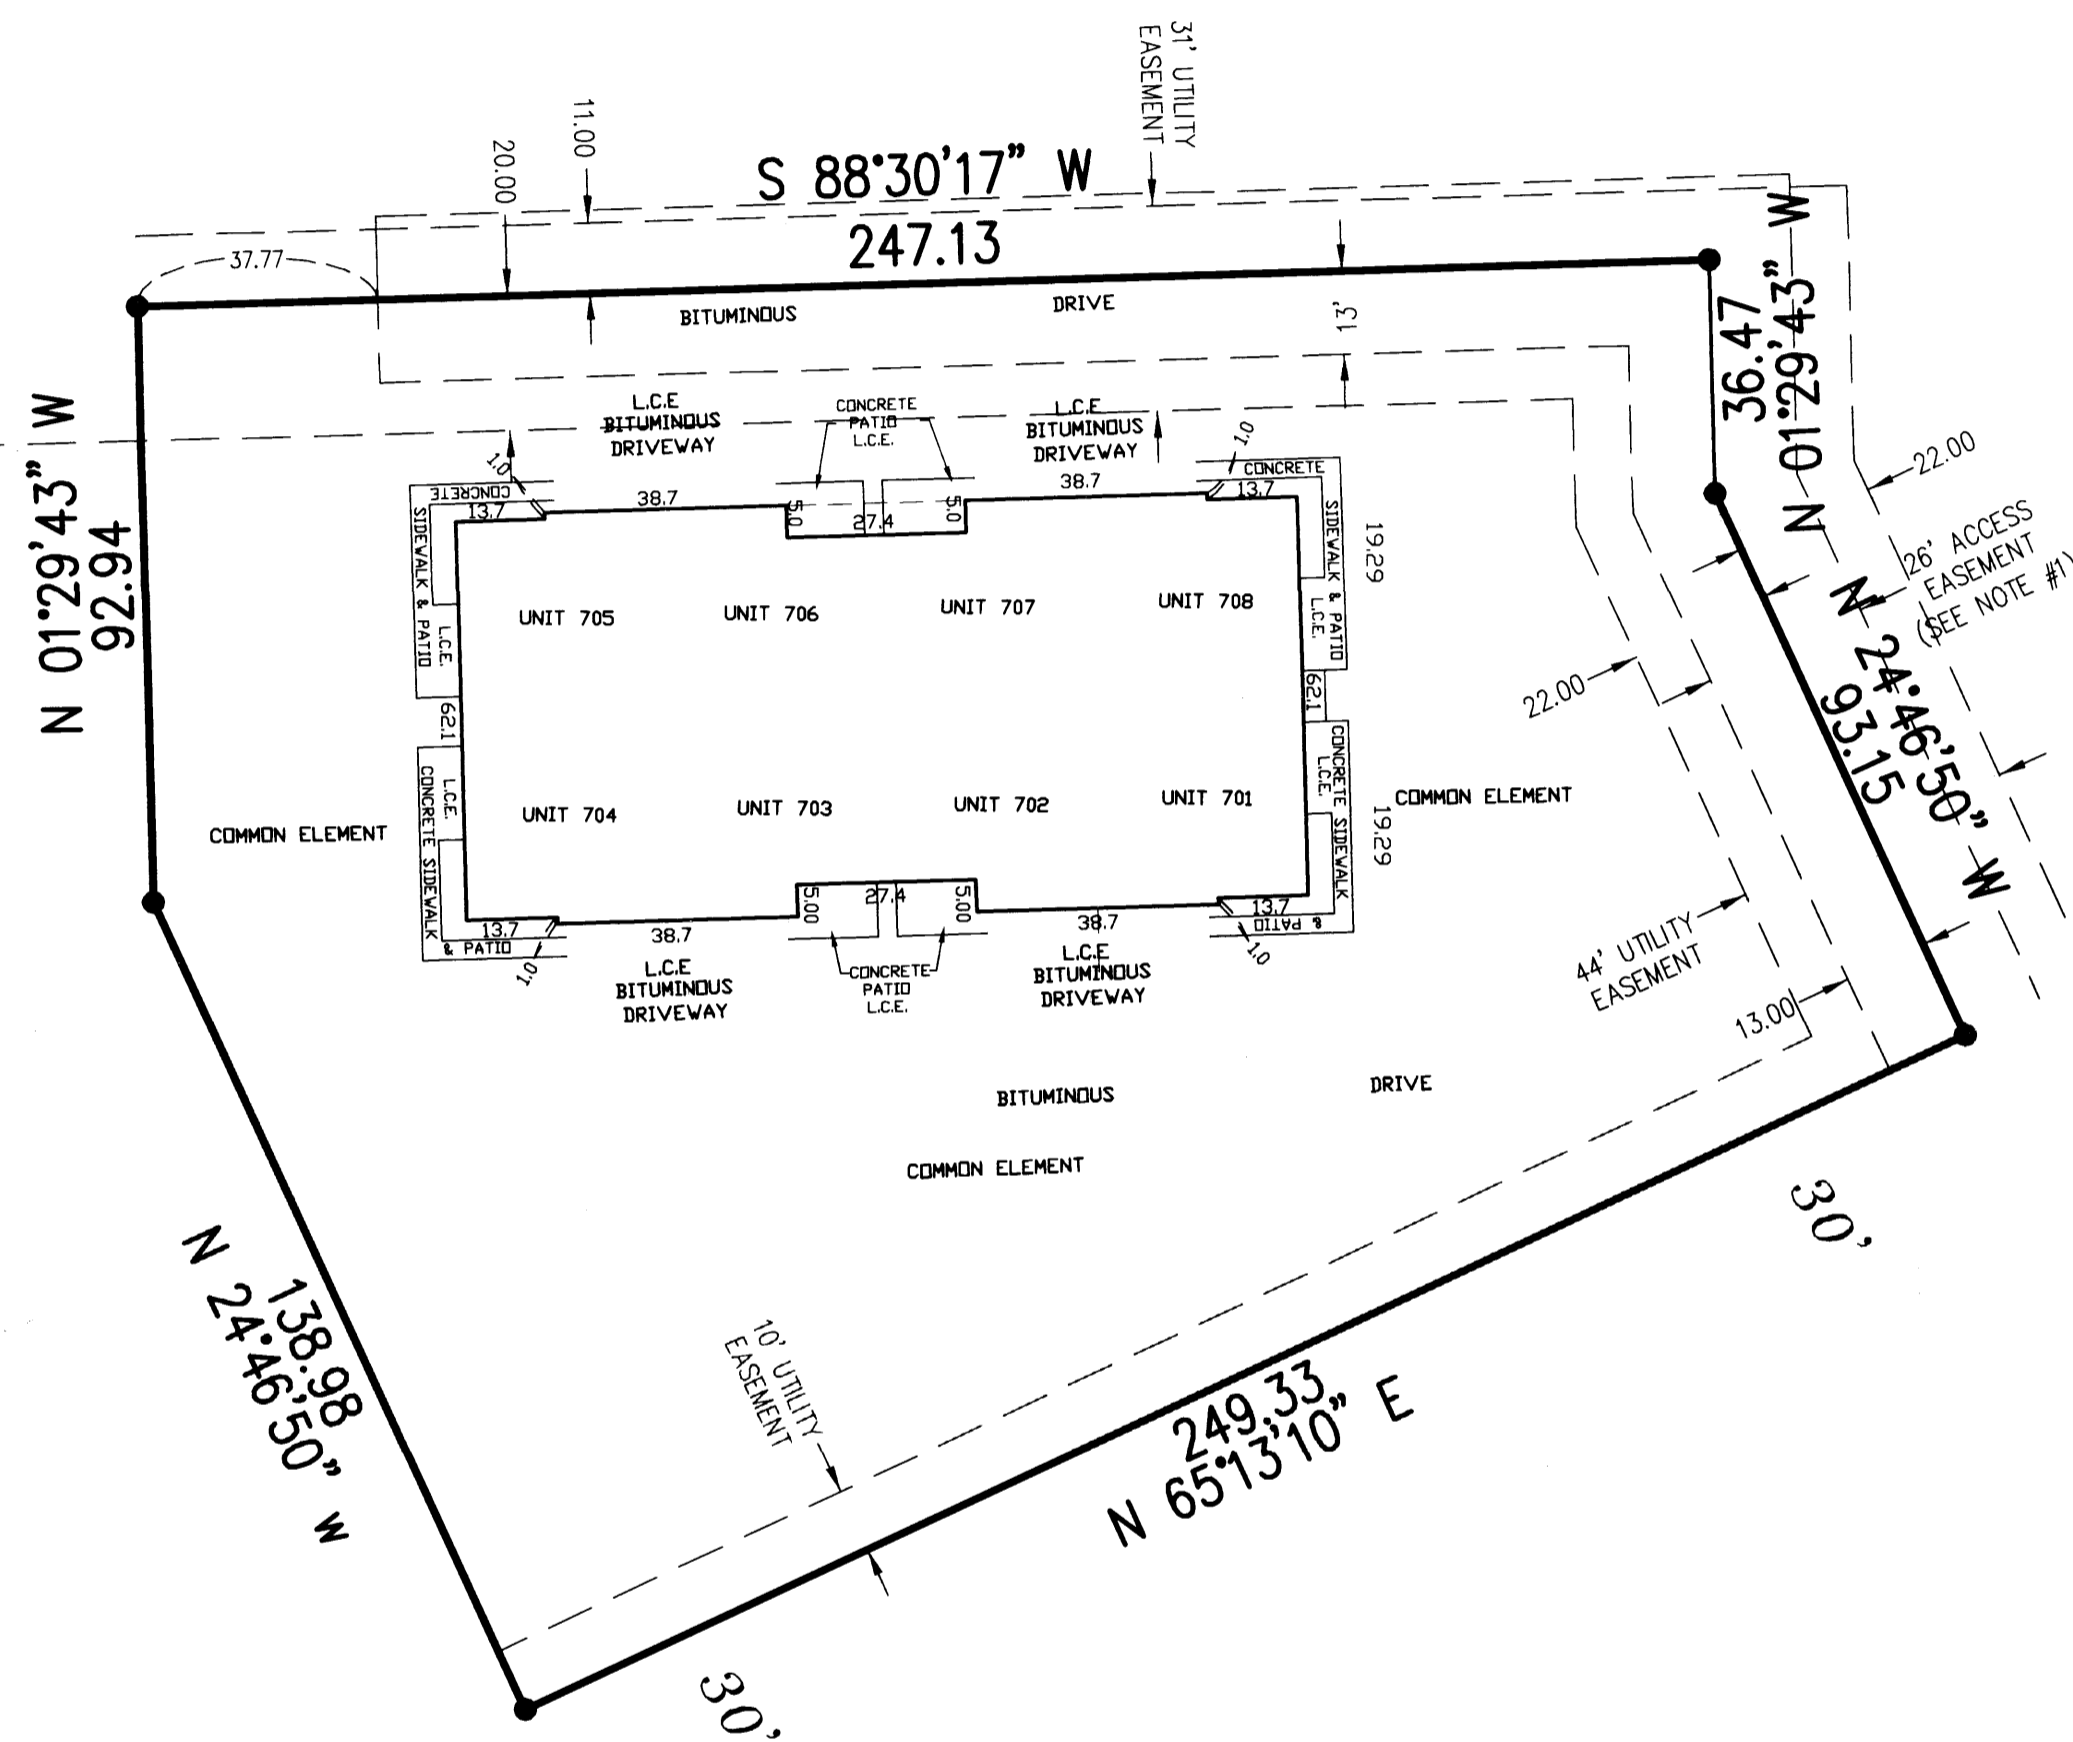 31' UTILITY
EASEMENT
11.00
20.00
S 88°30'17" W
247.13
37.77
BITUMINOUS
DRIVE
13'
36.47
N 01°29'43" W
22.00
26' ACCESS
EASEMENT
(SEE NOTE #1)
N 01°29'43" W
92.94
L.C.E
BITUMINOUS
DRIVEWAY
CONCRETE
PATIO
L.C.E.
L.C.E
BITUMINOUS
DRIVEWAY
1.0
1.0
CONCRETE
13.7
38.7
5.0
27.4
5.0
38.7
CONCRETE
13.7
SIDEWALK & PATIO
L.C.E.
SIDEWALK & PATIO
L.C.E.
19.29
UNIT 705
UNIT 706
UNIT 707
UNIT 708
62.1
62.1
22.00
N 24°46'50" W
93.15
UNIT 704
UNIT 703
UNIT 702
UNIT 701
COMMON ELEMENT
COMMON ELEMENT
L.C.E.
CONCRETE SIDEWALK
CONCRETE SIDEWALK
L.C.E.
19.29
13.7
& PATIO
1.0
38.7
5.00
27.4
5.00
38.7
13.7
& PATIO
1.0
L.C.E
BITUMINOUS
DRIVEWAY
CONCRETE
PATIO
L.C.E.
L.C.E
BITUMINOUS
DRIVEWAY
44' UTILITY
EASEMENT
13.00
BITUMINOUS
DRIVE
COMMON ELEMENT
30'
138.98
N 24°46'50" W
10' UTILITY
EASEMENT
249.33
N 65°13'10" E
30'